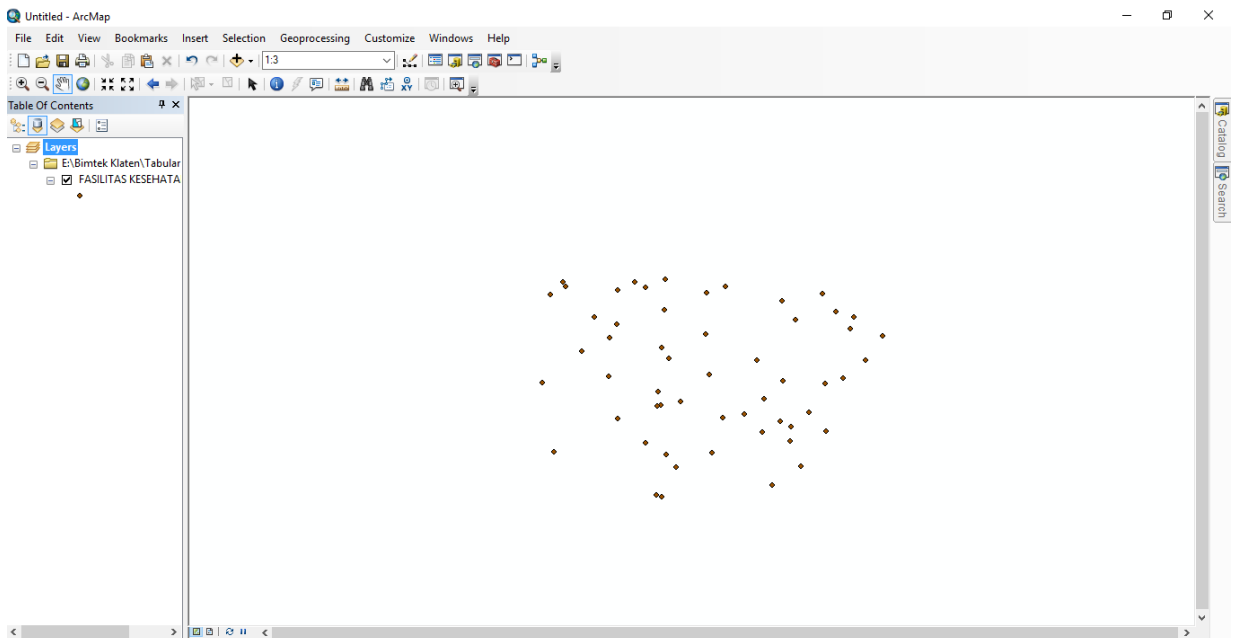 Untitled - ArcMap
File Edit View Bookmarks Insert Selection Geoprocessing Customize Windows Help
1:3
Table Of Contents
Layers
E:\Bimtek Klaten\Tabular
FASILITAS KESEHATA
Catalog
Search